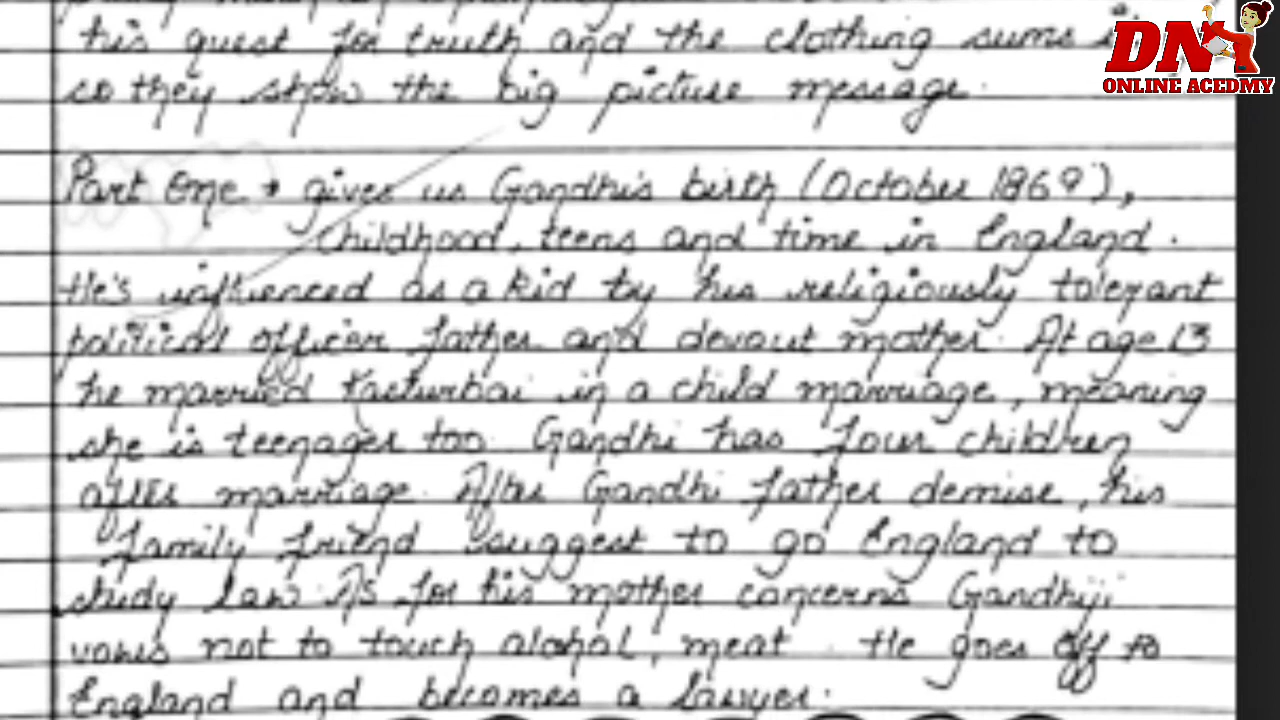 his quest for truth and the clothing sums
so they show the big picture message.
DNA
ONLINE ACEDMY
Part One → gives us Gandhi's birth (October 1869),
childhood, teens and time in England.
He's influenced as a kid by his religiously tolerant
political officer father and devout mother. At age 13
he married Kasturbai in a child marriage, meaning
she is teenager too. Gandhi has four children
after marriage. After Gandhi father demise, his
family friend suggest to go England to
study law. As for his mother concerns Gandhiji
vows not to touch alcohal, meat. He goes off to
England and becomes a lawyer.